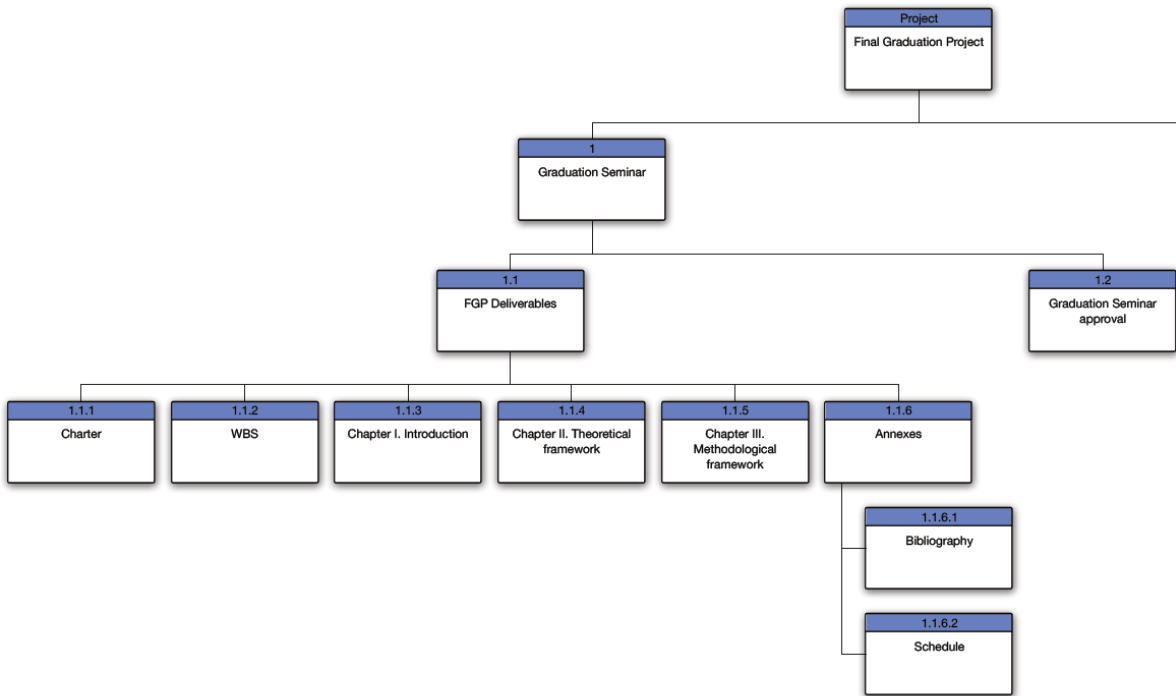 Project
Final Graduation Project
1
Graduation Seminar
1.1
FGP Deliverables
1.2
Graduation Seminar
approval
1.1.1
Charter
1.1.2
WBS
1.1.3
Chapter I. Introduction
1.1.4
Chapter II. Theoretical
framework
1.1.5
Chapter III.
Methodological
framework
1.1.6
Annexes
1.1.6.1
Bibliography
1.1.6.2
Schedule